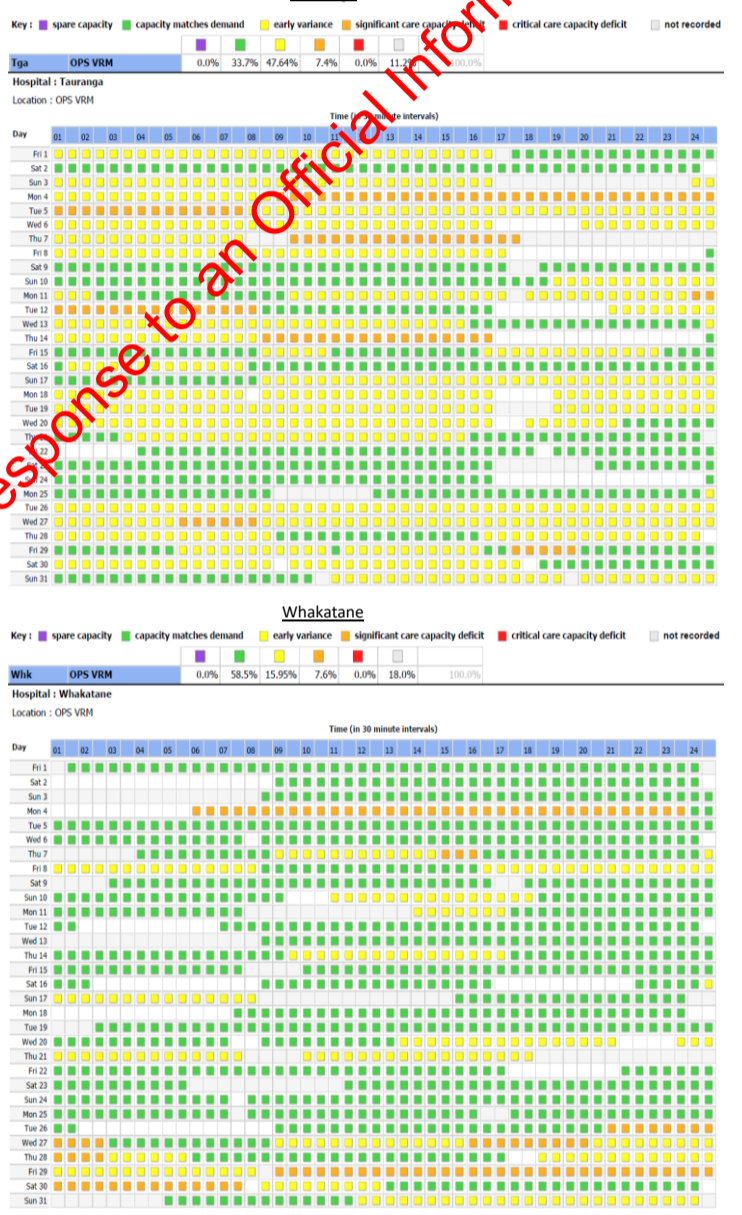 Response to an Official Inform
Key : spare capacity capacity matches demand early variance significant care capacity deficit critical care capacity deficit not recorded
Tga OPS VRM 0.0% 33.7% 47.64% 7.4% 0.0% 11.2% 100.0%
Hospital : Tauranga
Location : OPS VRM
Time (in 30 minute intervals)
Day 01 02 03 04 05 06 07 08 09 10 11 12 13 14 15 16 17 18 19 20 21 22 23 24
Fri 1
Sat 2
Sun 3
Mon 4
Tue 5
Wed 6
Thu 7
Fri 8
Sat 9
Sun 10
Mon 11
Tue 12
Wed 13
Thu 14
Fri 15
Sat 16
Sun 17
Mon 18
Tue 19
Wed 20
Fri 22
Sat 23
Sun 24
Mon 25
Tue 26
Wed 27
Thu 28
Fri 29
Sat 30
Sun 31
Whakatane
Key : spare capacity capacity matches demand early variance significant care capacity deficit critical care capacity deficit not recorded
Whk OPS VRM 0.0% 58.5% 15.95% 7.6% 0.0% 18.0% 100.0%
Hospital : Whakatane
Location : OPS VRM
Time (in 30 minute intervals)
Day 01 02 03 04 05 06 07 08 09 10 11 12 13 14 15 16 17 18 19 20 21 22 23 24
Fri 1
Sat 2
Sun 3
Mon 4
Tue 5
Wed 6
Thu 7
Fri 8
Sat 9
Sun 10
Mon 11
Tue 12
Wed 13
Thu 14
Fri 15
Sat 16
Sun 17
Mon 18
Tue 19
Wed 20
Thu 21
Fri 22
Sat 23
Sun 24
Mon 25
Tue 26
Wed 27
Thu 28
Fri 29
Sat 30
Sun 31